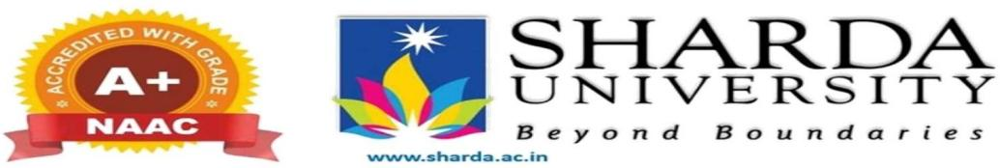 ACCREDITED WITH GRADE
A+
NAAC
SHARDA
UNIVERSITY
Beyond Boundaries
www.sharda.ac.in